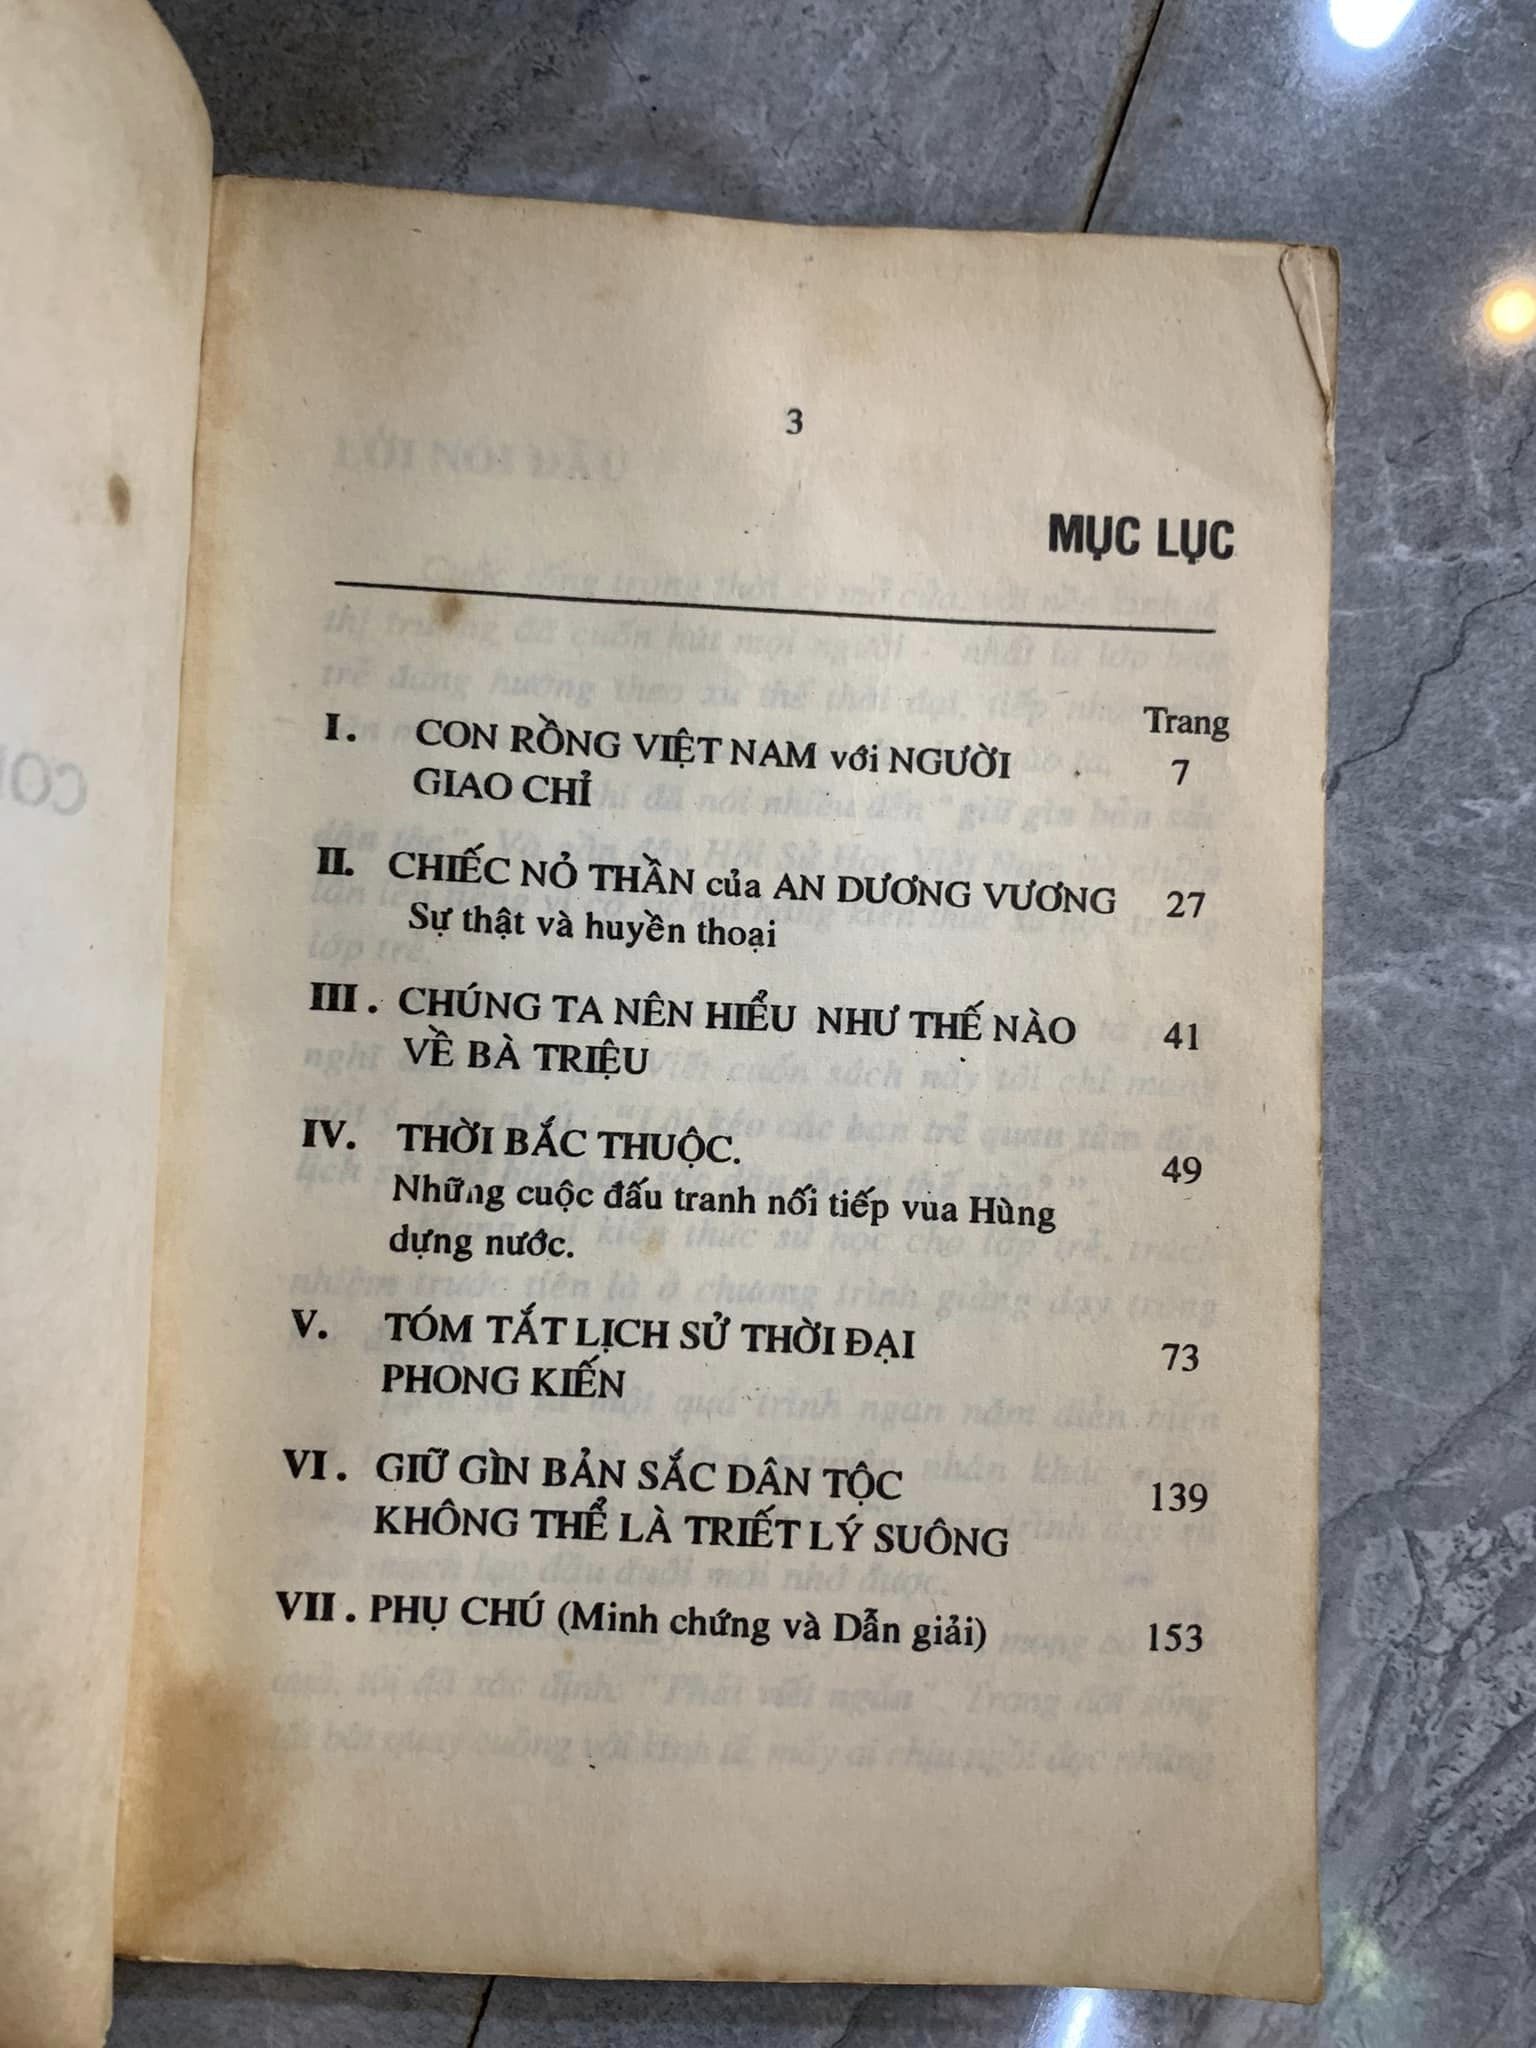 3
MỤC LỤC
Trang
I. CON RỒNG VIỆT NAM với NGƯỜI 7
GIAO CHỈ
II. CHIẾC NỎ THẦN của AN DƯƠNG VƯƠNG 27
Sự thật và huyền thoại
III. CHÚNG TA NÊN HIỂU NHƯ THẾ NÀO 41
VỀ BÀ TRIỆU
IV. THỜI BẮC THUỘC. 49
Những cuộc đấu tranh nối tiếp vua Hùng
dựng nước.
V. TÓM TẮT LỊCH SỬ THỜI ĐẠI 73
PHONG KIẾN
VI. GIỮ GÌN BẢN SẮC DÂN TỘC 139
KHÔNG THỂ LÀ TRIẾT LÝ SUÔNG
VII. PHỤ CHÚ (Minh chứng và Dẫn giải) 153